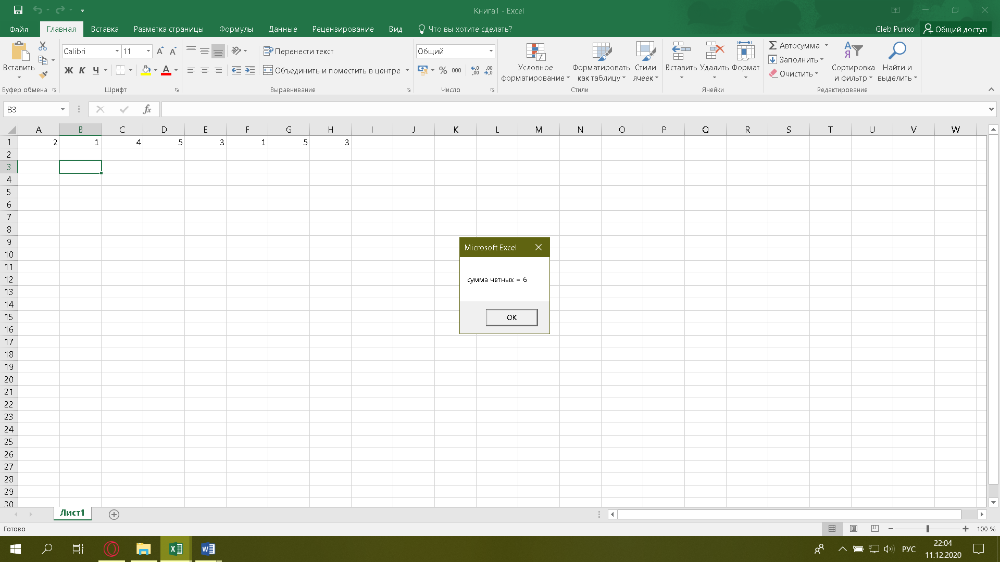 Книга1 - Excel
Файл Главная Вставка Разметка страницы Формулы Данные Рецензирование Вид Что вы хотите сделать? Gleb Punko Общий доступ
Вставить
Calibri 11
Ж К Ч А
Перенести текст
Объединить и поместить в центре
Общий
% 000
Условное форматирование
Форматировать как таблицу
Стили ячеек
Вставить Удалить Формат
Автосумма
Заполнить
Очистить
Сортировка и фильтр
Найти и выделить
Буфер обмена Шрифт Выравнивание Число Стили Ячейки Редактирование
B3 fx
A B C D E F G H I J K L M N O P Q R S T U V W
1 2 1 4 5 3 1 5 3
2
3
4
5
6
7
8
9
10
11
12
13
14
15
16
17
18
19
20
21
22
23
24
25
26
27
28
29
30
Microsoft Excel
сумма четных = 6
OK
Лист1
Готово 100 %
РУС 22:04
11.12.2020